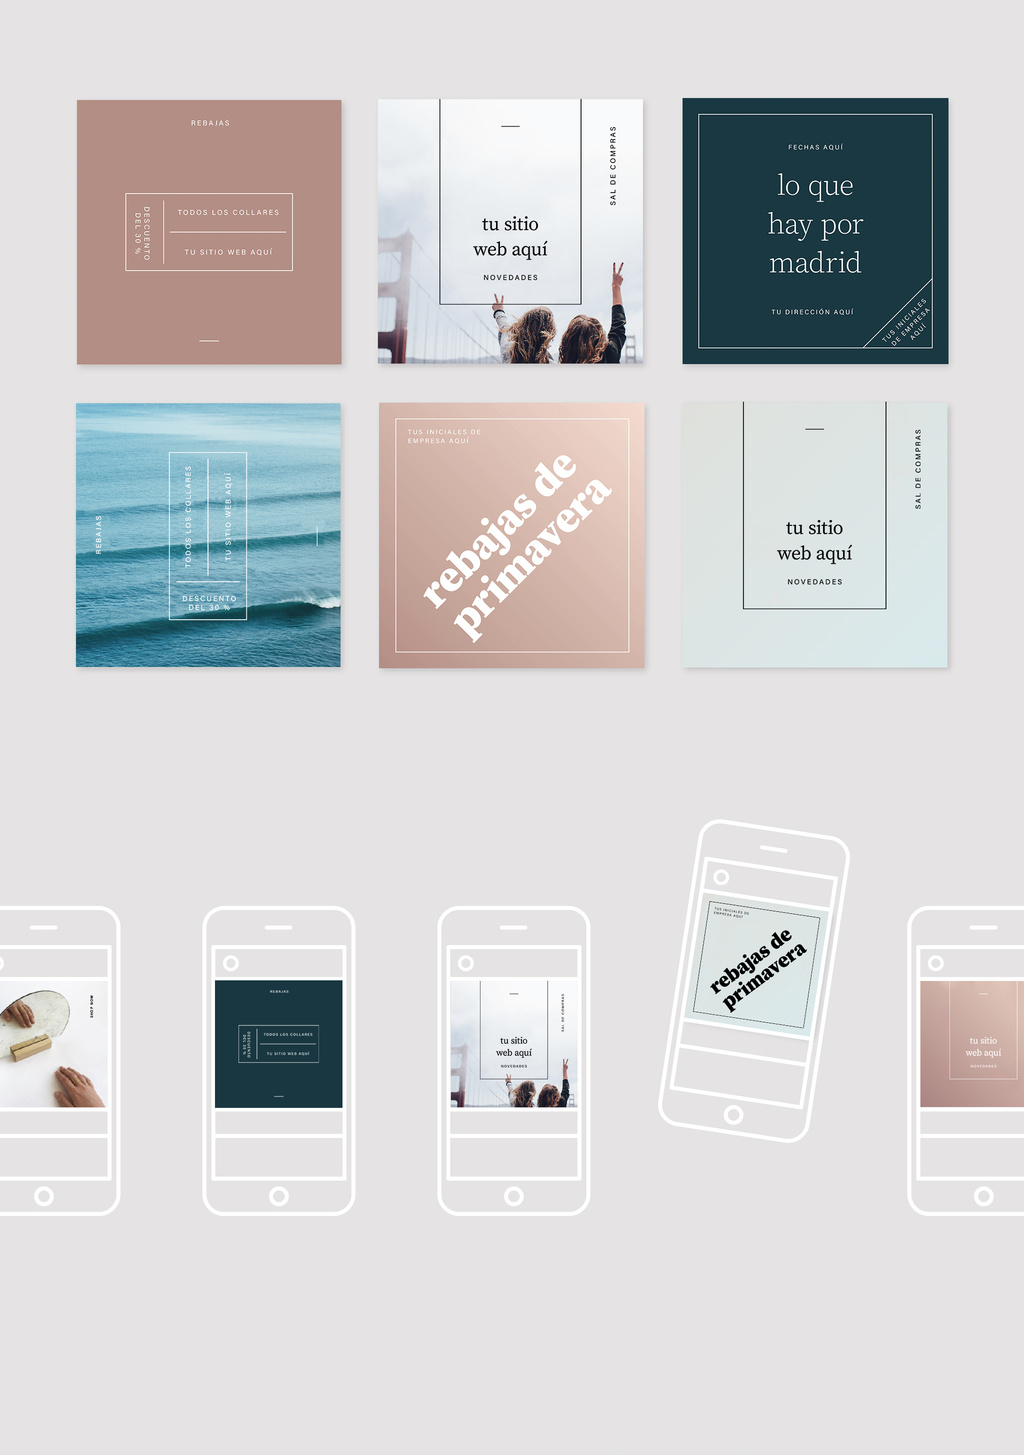 REBAJAS
DESCUENTO
DEL 30 %
TODOS LOS COLLARES
TU SITIO WEB AQUÍ
tu sitio
web aquí
NOVEDADES
SAL DE COMPRAS
FECHAS AQUÍ
lo que
hay por
madrid
TU DIRECCIÓN AQUÍ
TUS INICIALES
DE EMPRESA
AQUÍ
REBAJAS
TODOS LOS COLLARES
TU SITIO WEB AQUÍ
DESCUENTO
DEL 30 %
TUS INICIALES DE
EMPRESA AQUÍ
rebajas de
primavera
tu sitio
web aquí
NOVEDADES
SAL DE COMPRAS
SHOP NOW
REBAJAS
DESCUENTO
DEL 30 %
TODOS LOS COLLARES
TU SITIO WEB AQUÍ
tu sitio
web aquí
NOVEDADES
SAL DE COMPRAS
TUS INICIALES DE
EMPRESA AQUÍ
rebajas de
primavera
tu sitio
web aquí
NOVEDADES